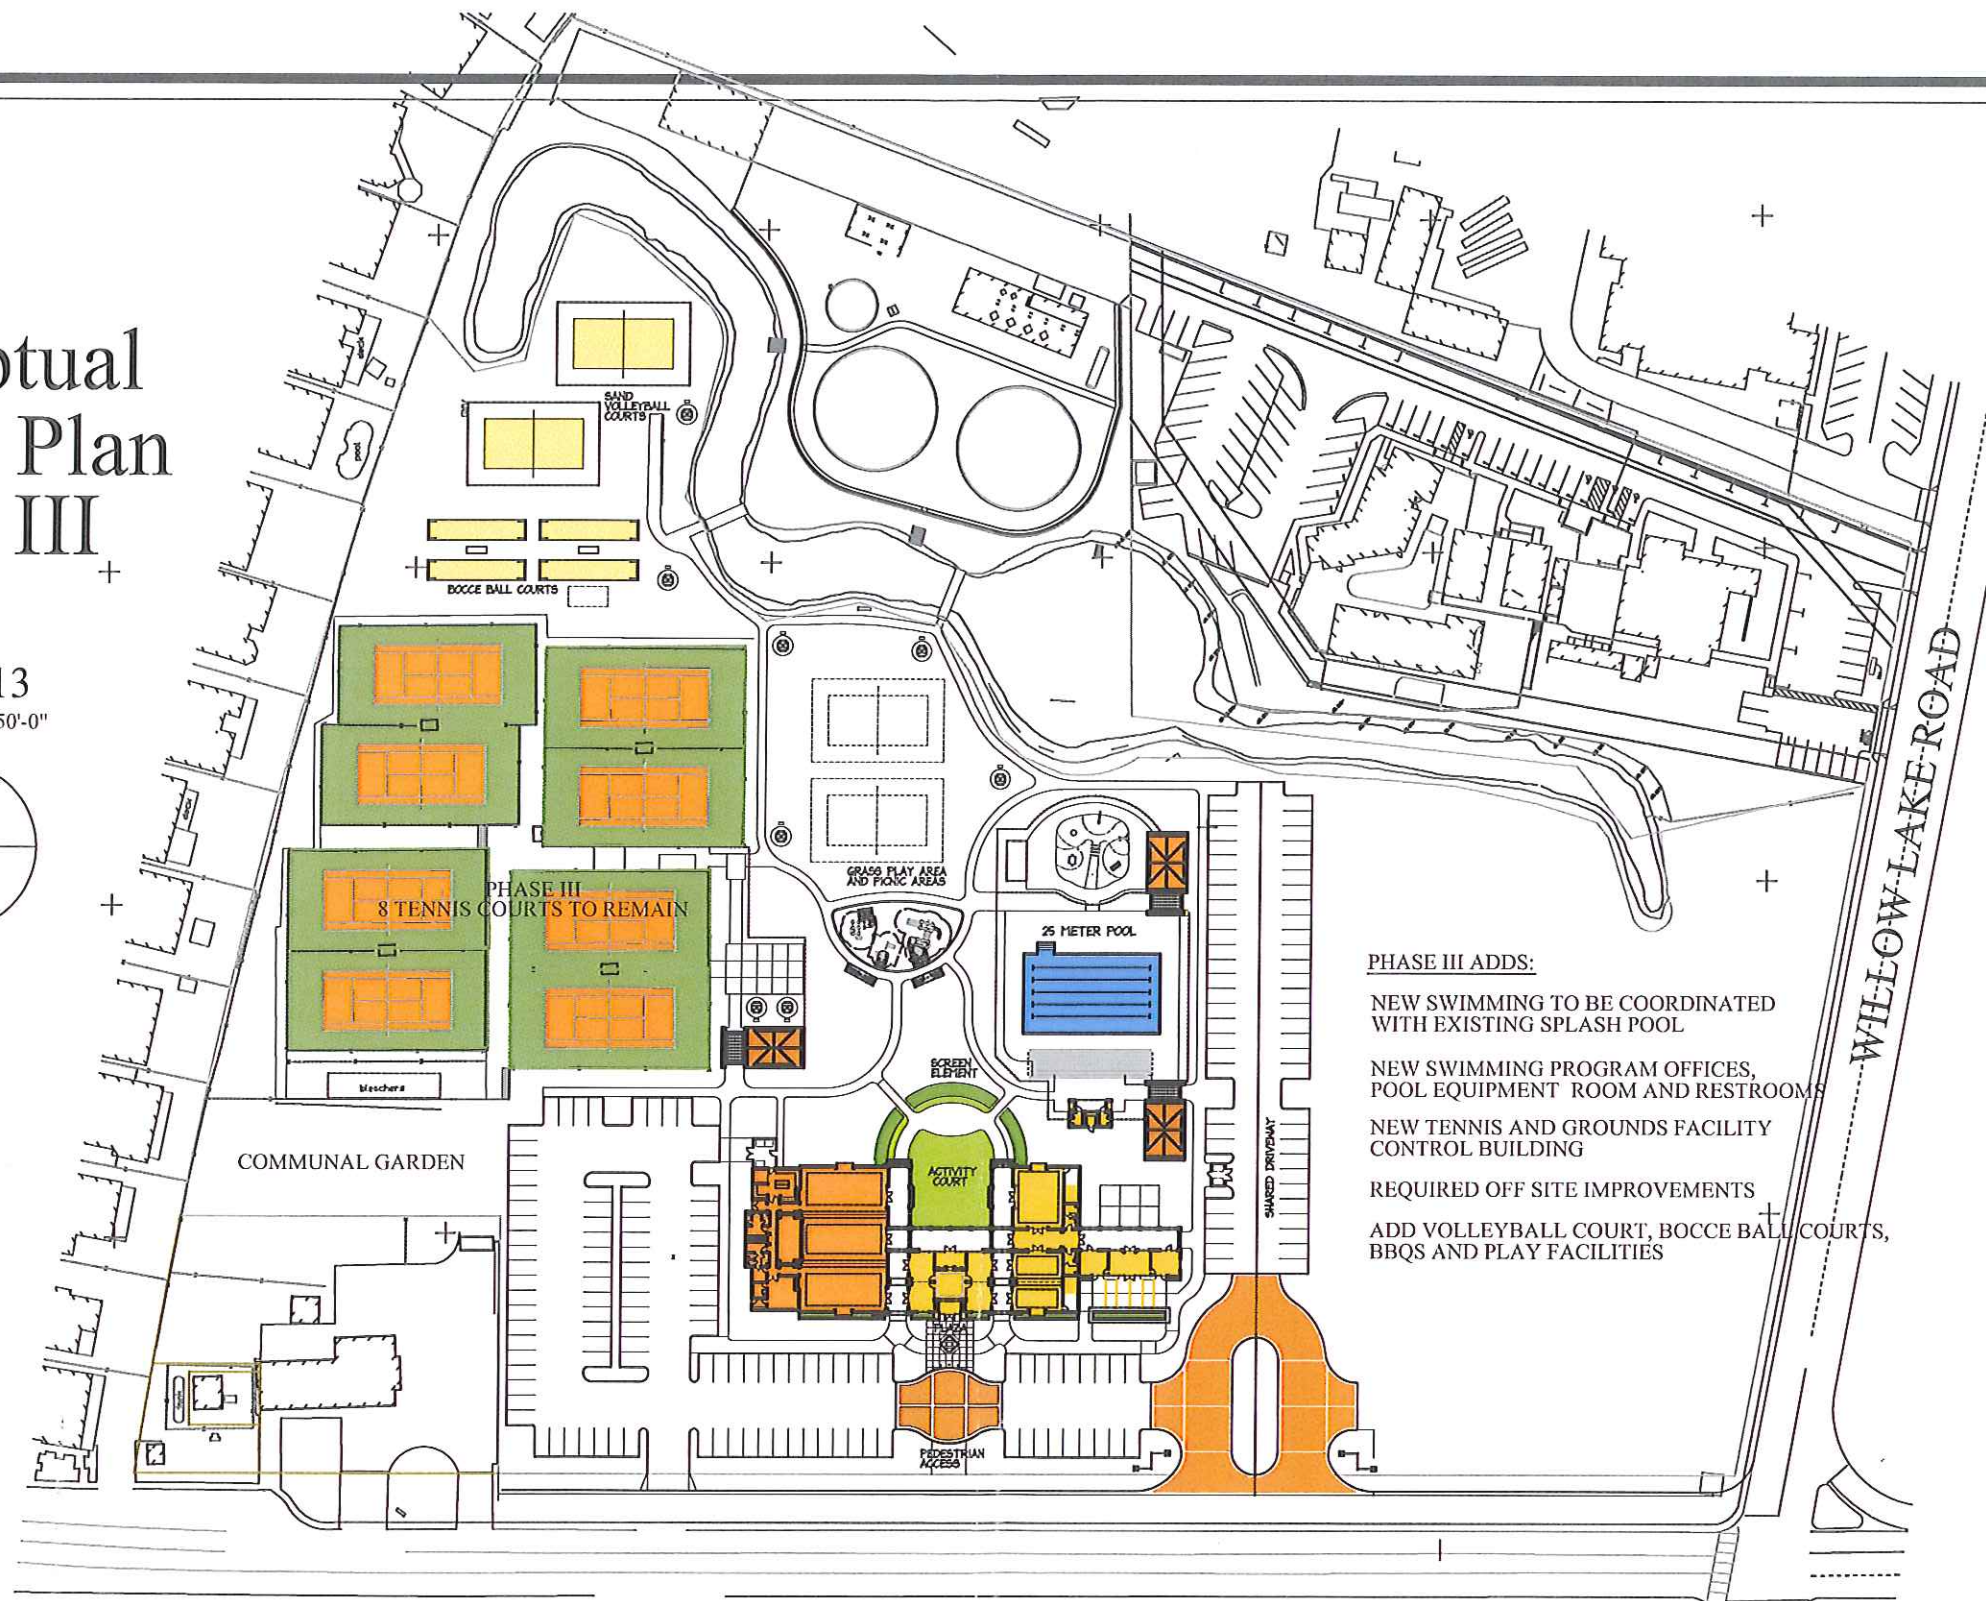 ptual
Plan
III
13
50'-0"
deck
pool
SAND
VOLLEYBALL
COURTS
BOCCE BALL COURTS
deck
PHASE III
8 TENNIS COURTS TO REMAIN
GRASS PLAY AREA
AND PICNIC AREAS
25 METER POOL
SCREEN
ELEMENT
bleachers
COMMUNAL GARDEN
ACTIVITY
COURT
PLAZA
SHARED DRIVEWAY
PEDESTRIAN
ACCESS
WILLOW LAKE ROAD
PHASE III ADDS:
NEW SWIMMING TO BE COORDINATED
WITH EXISTING SPLASH POOL
NEW SWIMMING PROGRAM OFFICES,
POOL EQUIPMENT ROOM AND RESTROOMS
NEW TENNIS AND GROUNDS FACILITY
CONTROL BUILDING
REQUIRED OFF SITE IMPROVEMENTS
ADD VOLLEYBALL COURT, BOCCE BALL COURTS,
BBQS AND PLAY FACILITIES